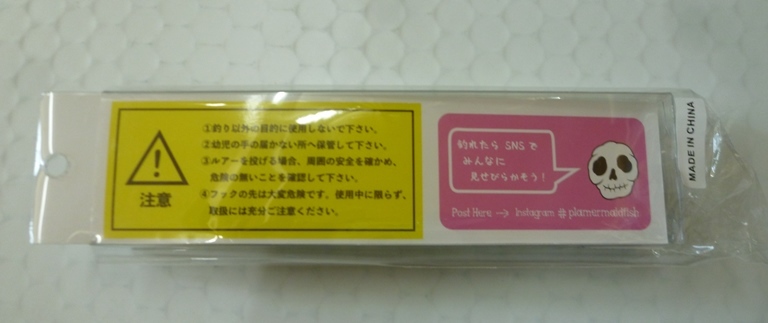 注意
①釣り以外の目的に使用しないで下さい。
②幼児の手の届かない所へ保管して下さい。
③ルアーを投げる場合、周囲の安全を確かめ、
危険の無いことを確認して下さい。
④フックの先は大変危険です。使用中に限らず、
取扱には充分ご注意ください。
釣れたら SNS で
みんなに
見せびらかそう!
Post Here → Instagram #
MADE IN CHINA